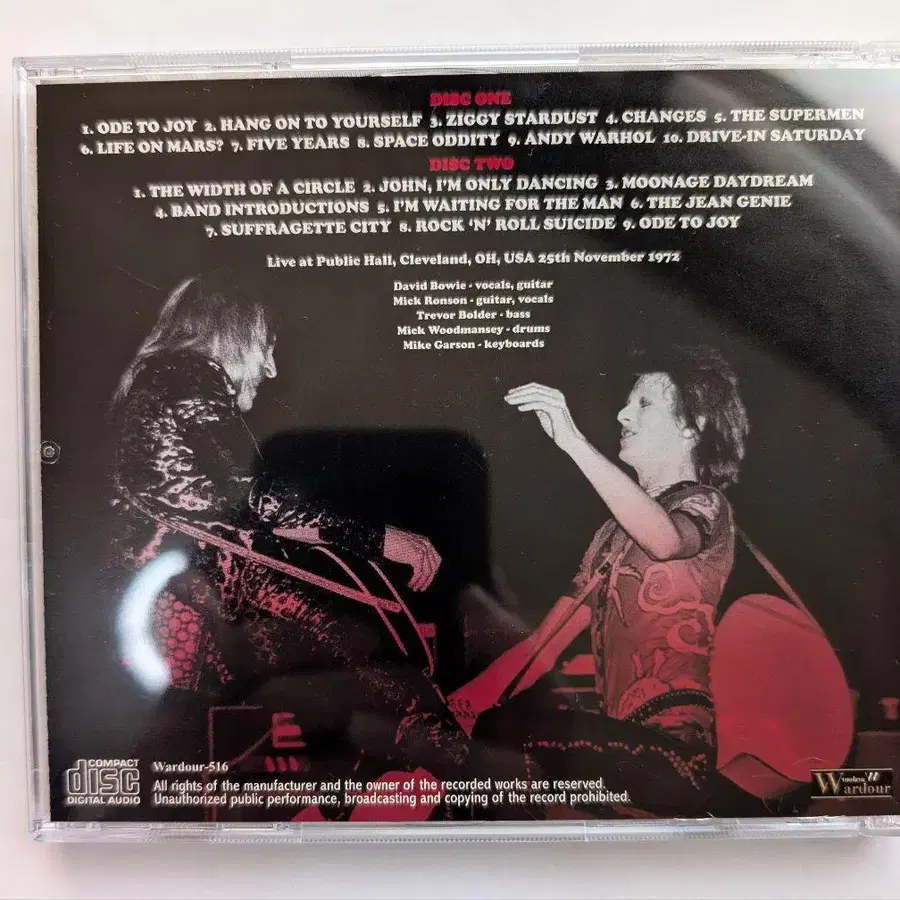 DISC ONE
1. ODE TO JOY 2. HANG ON TO YOURSELF 3. ZIGGY STARDUST 4. CHANGES 5. THE SUPERMEN
6. LIFE ON MARS? 7. FIVE YEARS 8. SPACE ODDITY 9. ANDY WARHOL 10. DRIVE-IN SATURDAY
DISC TWO
1. THE WIDTH OF A CIRCLE 2. JOHN, I'M ONLY DANCING 3. MOONAGE DAYDREAM
4. BAND INTRODUCTIONS 5. I'M WAITING FOR THE MAN 6. THE JEAN GENIE
7. SUFFRAGETTE CITY 8. ROCK 'N' ROLL SUICIDE 9. ODE TO JOY
Live at Public Hall, Cleveland, OH, USA 25th November 1972
David Bowie - vocals, guitar
Mick Ronson - guitar, vocals
Trevor Bolder - bass
Mick Woodmansey - drums
Mike Garson - keyboards
COMPACT
disc
DIGITAL AUDIO
Wardour-516
All rights of the manufacturer and the owner of the recorded works are reserved.
Unauthorized public performance, broadcasting and copying of the record prohibited.
Wardour